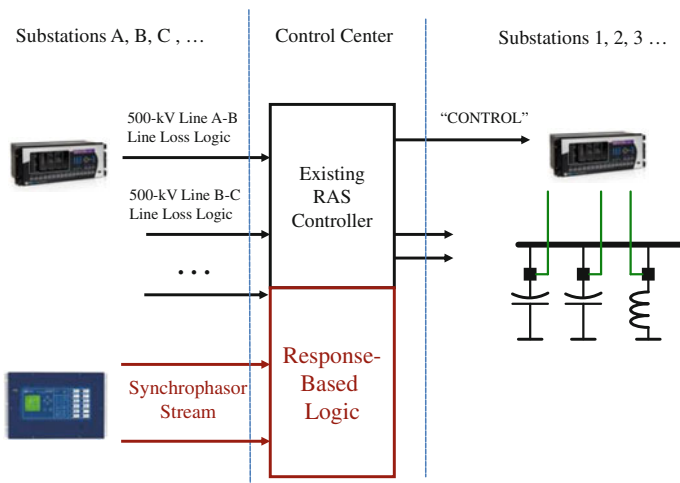 Substations A, B, C , …
Control Center
Substations 1, 2, 3 …
500-kV Line A-B
Line Loss Logic
"CONTROL"
Existing
RAS
Controller
500-kV Line B-C
Line Loss Logic
...
Response-
Based
Logic
Synchrophasor
Stream